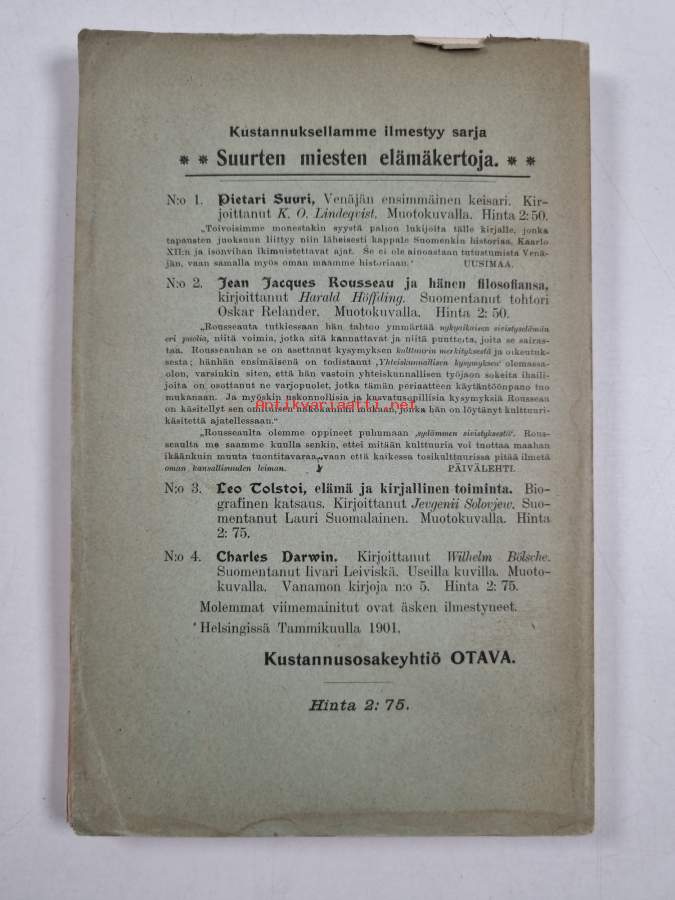 Kustannuksellamme ilmestyy sarja
* * Suurten miesten elämäkertoja. * *
N:o 1. Pietari Suuri, Venäjän ensimmäinen keisari. Kir-
joittanut K. O. Lindeqvist. Muotokuvalla. Hinta 2: 50.
„Toivoisimme monestakin syystä paljon lukijoita tälle kirjalle, jonka
tapausten juoksuun liittyy niin läheisesti kappale Suomenkin historiaa, Kaarlo
XII:n ja isonvihan ikimuistettavat ajat. Se ei ole ainoastaan tutustumista Venä-
jän, vaan samalla myös oman maamme historiaan.“ UUSIMAA.
N:o 2. Jean Jacques Rousseau ja hänen filosofiansa,
kirjoittanut Harald Höffding. Suomentanut tohtori
Oskar Relander. Muotokuvalla. Hinta 2: 50.
„Rousseauta tutkiessaan hän tahtoo ymmärtää nykyaikaisen sivistyselämän
eri puolia, niitä voimia, jotka sitä kannattavat ja niitä puutteita, joita se sairas-
taa. Rousseauhan se on asettanut kysymyksen kulttuurin merkityksestä ja oikeutuk-
sesta; hänhän ensimäisenä on todistanut ‚Yhteiskunnallisen kysymyksen‘ olemassa-
olon, varsinkin siten, että hän vastoin yhteiskunnallisen työjaon sokeita ihaili-
joita on osottanut ne varjopuolet, jotka tämän periaatteen käytäntöönpano tuo
mukanaan. Ja myöskin uskonnollisia ja kasvatusopillisia kysymyksiä Rousseau
on käsitellyt sen omituisen näkökannan mukaan, jonka hän on löytänyt kulttuuri-
käsitettä ajatellessaan.“
antikvariaatti.net
„Rousseaulta olemme oppineet puhumaan ‚sydämmen sivistyksestä‘. Rous-
seaulta me saamme kuulla senkin, ettei mitään kulttuuria voi tuottaa maahan
ikäänkuin muuta tuontitavaraa, vaan että kaikessa tosikulttuurissa pitää ilmetä
oman kansallisuuden leiman. PÄIVÄLEHTI.
N:o 3. Leo Tolstoi, elämä ja kirjallinen toiminta. Bio-
grafinen katsaus. Kirjoittanut Jevgenii Solovjew. Suo-
mentanut Lauri Suomalainen. Muotokuvalla. Hinta
2: 75.
N:o 4. Charles Darwin. Kirjoittanut Wilhelm Bölsche.
Suomentanut Iivari Leiviskä. Useilla kuvilla. Muoto-
kuvalla. Vanamon kirjoja n:o 5. Hinta 2: 75.
Molemmat viimemainitut ovat äsken ilmestyneet.
Helsingissä Tammikuulla 1901.
Kustannusosakeyhtiö OTAVA.
Hinta 2: 75.